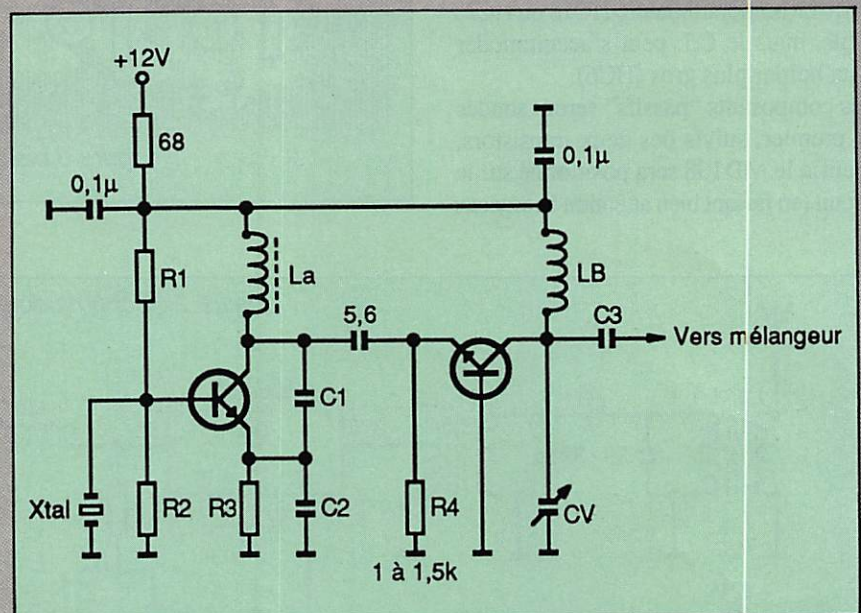 +12V
68
0,1µ
0,1µ
R1
La
LB
5,6
C3
Vers mélangeur
C1
Xtal
R2
R3
C2
R4
CV
1 à 1,5k